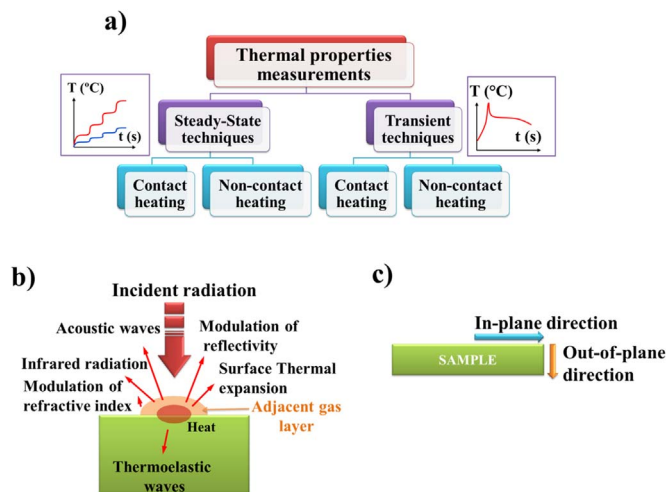 a)
Thermal properties
measurements
T (°C)
t (s)
Steady-State
techniques
Transient
techniques
T (°C)
t (s)
Contact
heating
Non-contact
heating
Contact
heating
Non-contact
heating
b)
Incident radiation
Acoustic waves
Modulation of
reflectivity
Infrared radiation
Surface Thermal
expansion
Modulation of
refractive index
Adjacent gas
layer
Heat
Thermoelastic
waves
c)
In-plane direction
SAMPLE
Out-of-plane
direction